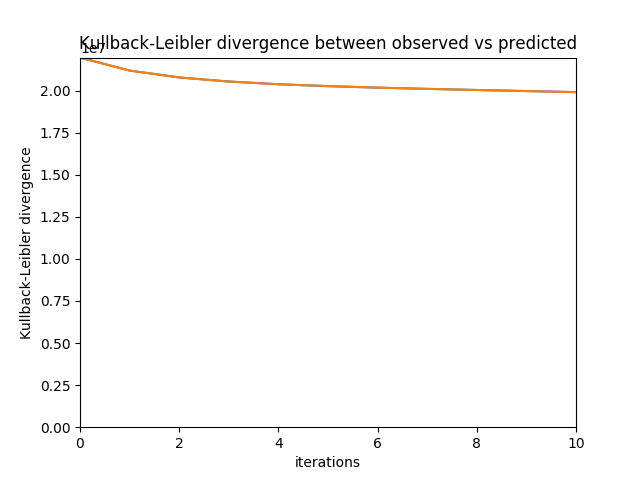 Kullback-Leibler divergence between observed vs predicted
1e7
2.00
1.75
1.50
1.25
1.00
0.75
0.50
0.25
0.00
Kullback-Leibler divergence
0 2 4 6 8 10
iterations